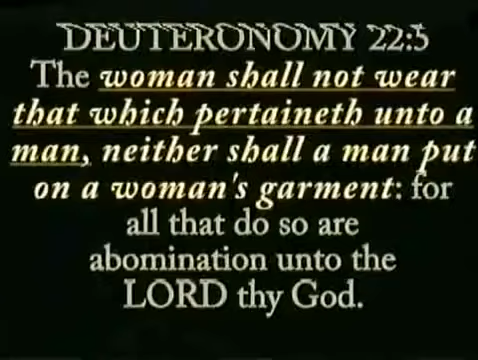 DEUTERONOMY 22:5
The woman shall not wear
that which pertaineth unto a
man, neither shall a man put
on a woman's garment: for
all that do so are
abomination unto the
LORD thy God.